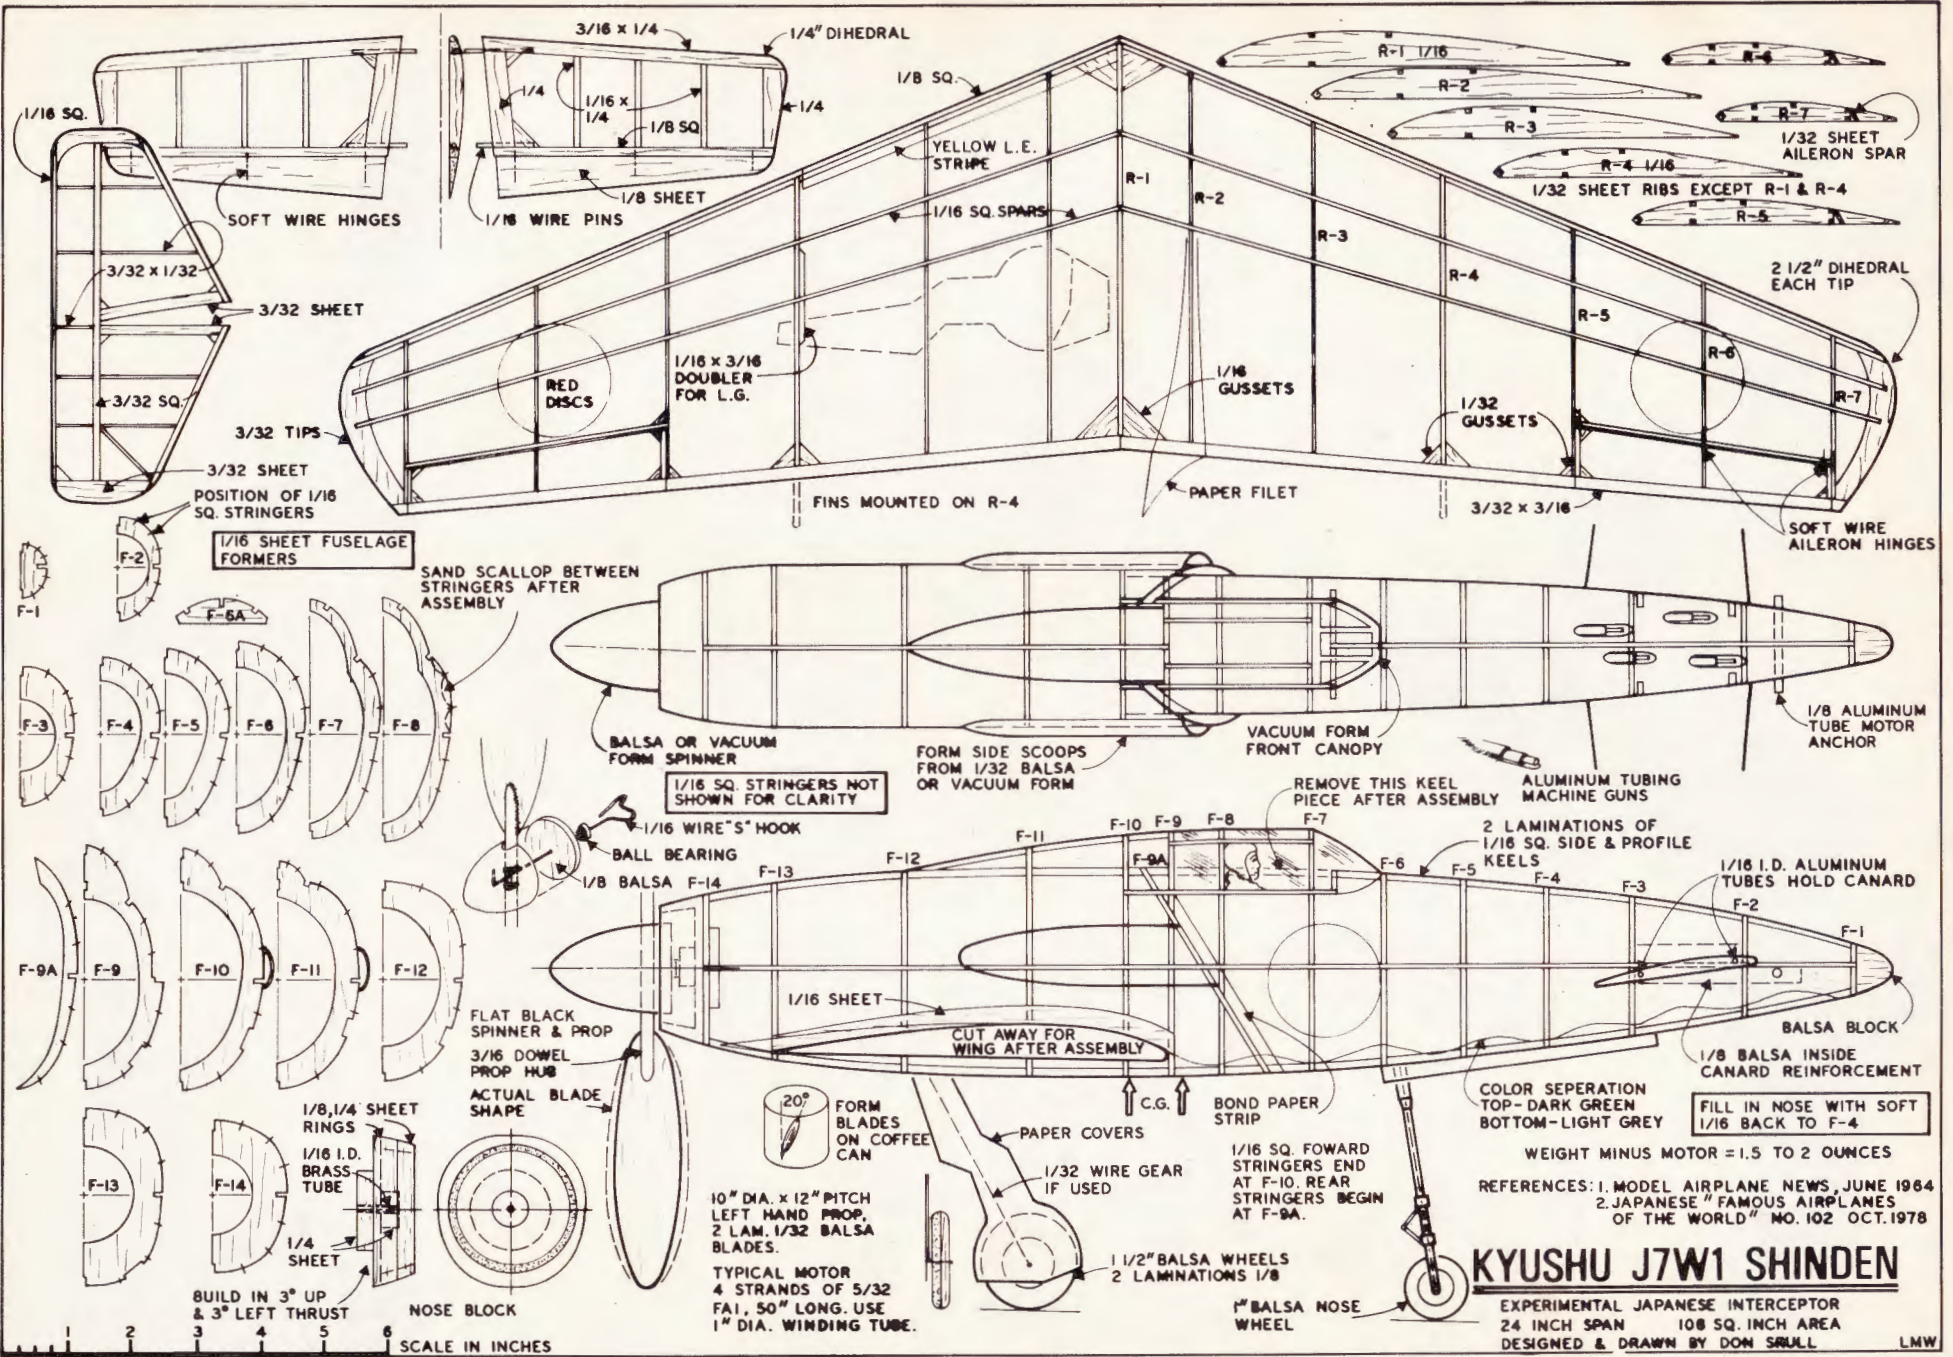 3/16 X 1/4
1/4" DIHEDRAL
1/4
1/16 X
1/4
1/4
1/8 SQ.
1/8 SHEET
1/16 WIRE PINS
SOFT WIRE HINGES
1/16 SQ.
3/32 X 1/32
3/32 SHEET
3/32 SQ.
3/32 SHEET
1/8 SQ.
YELLOW L.E.
STRIPE
1/16 SQ. SPARS
R-1
R-2
R-3
R-4
R-5
R-6
R-7
R-1 1/16
R-2
R-3
R-4 1/16
R-5
R-6
R-7
1/32 SHEET
AILERON SPAR
1/32 SHEET RIBS EXCEPT R-1 & R-4
2 1/2" DIHEDRAL
EACH TIP
RED
DISCS
1/16 X 3/16
DOUBLER
FOR L.G.
1/16
GUSSETS
1/32
GUSSETS
3/32 TIPS
FINS MOUNTED ON R-4
PAPER FILET
3/32 X 3/16
SOFT WIRE
AILERON HINGES
POSITION OF 1/16
SQ. STRINGERS
1/16 SHEET FUSELAGE
FORMERS
F-1
F-2
F-6A
SAND SCALLOP BETWEEN
STRINGERS AFTER
ASSEMBLY
F-3
F-4
F-5
F-6
F-7
F-8
BALSA OR VACUUM
FORM SPINNER
1/16 SQ. STRINGERS NOT
SHOWN FOR CLARITY
FORM SIDE SCOOPS
FROM 1/32 BALSA
OR VACUUM FORM
VACUUM FORM
FRONT CANOPY
1/8 ALUMINUM
TUBE MOTOR
ANCHOR
REMOVE THIS KEEL
PIECE AFTER ASSEMBLY
ALUMINUM TUBING
MACHINE GUNS
1/16 WIRE "S" HOOK
BALL BEARING
1/8 BALSA
F-14
F-13
F-12
F-11
F-10
F-9
F-8
F-7
F-9A
F-6
F-5
F-4
F-3
F-2
F-1
2 LAMINATIONS OF
1/16 SQ. SIDE & PROFILE
KEELS
1/16 I.D. ALUMINUM
TUBES HOLD CANARD
F-9A
F-9
F-10
F-11
F-12
1/16 SHEET
CUT AWAY FOR
WING AFTER ASSEMBLY
FLAT BLACK
SPINNER & PROP
3/16 DOWEL
PROP HUB
ACTUAL BLADE
SHAPE
BALSA BLOCK
1/8 BALSA INSIDE
CANARD REINFORCEMENT
20°
FORM
BLADES
ON COFFEE
CAN
C.G.
BOND PAPER
STRIP
COLOR SEPERATION
TOP-DARK GREEN
BOTTOM-LIGHT GREY
FILL IN NOSE WITH SOFT
1/16 BACK TO F-4
F-13
F-14
1/8, 1/4 SHEET
RINGS
1/16 I.D.
BRASS
TUBE
1/4
SHEET
BUILD IN 3° UP
& 3° LEFT THRUST
NOSE BLOCK
PAPER COVERS
1/32 WIRE GEAR
IF USED
1/16 SQ. FOWARD
STRINGERS END
AT F-10. REAR
STRINGERS BEGIN
AT F-9A.
WEIGHT MINUS MOTOR = 1.5 TO 2 OUNCES
REFERENCES: 1. MODEL AIRPLANE NEWS, JUNE 1964
2. JAPANESE "FAMOUS AIRPLANES
OF THE WORLD" NO. 102 OCT. 1978
10" DIA. X 12" PITCH
LEFT HAND PROP,
2 LAM. 1/32 BALSA
BLADES.
TYPICAL MOTOR
4 STRANDS OF 5/32
FAI, 50" LONG. USE
1" DIA. WINDING TUBE.
1 1/2" BALSA WHEELS
2 LAMINATIONS 1/8
1" BALSA NOSE
WHEEL
KYUSHU J7W1 SHINDEN
EXPERIMENTAL JAPANESE INTERCEPTOR
24 INCH SPAN 108 SQ. INCH AREA
DESIGNED & DRAWN BY DON SRULL
LMW
1 2 3 4 5 6
SCALE IN INCHES